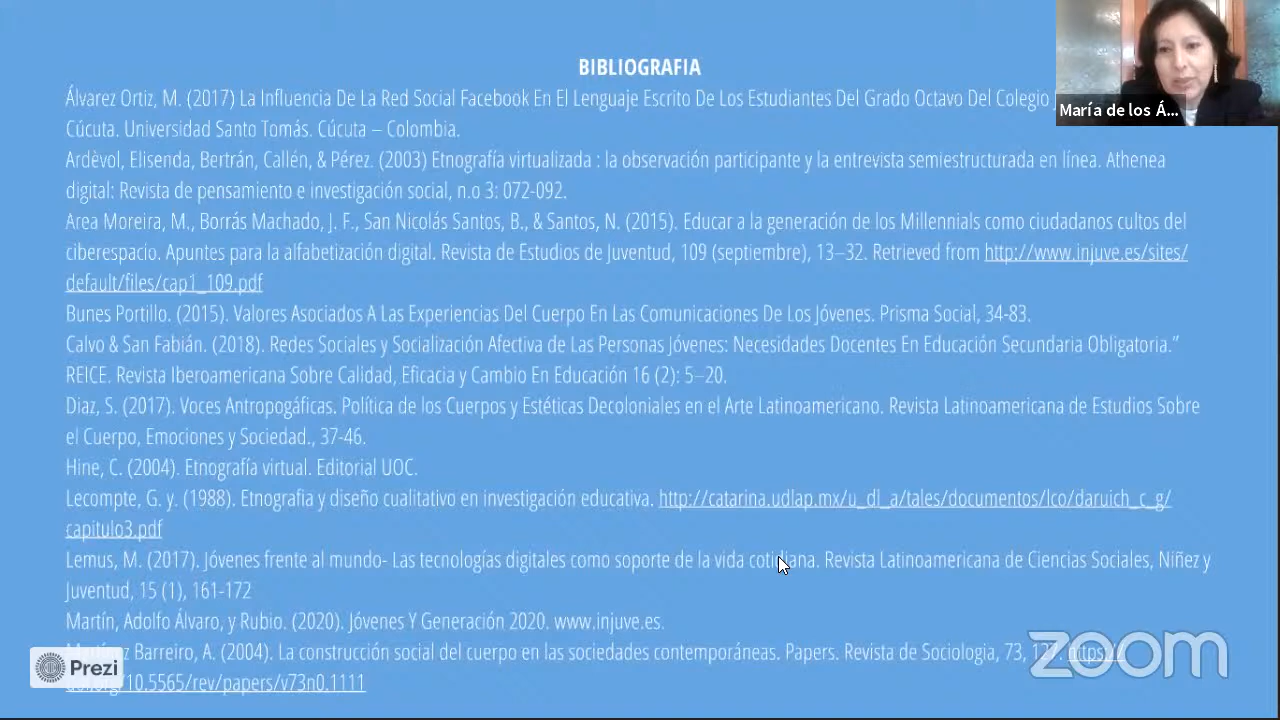 BIBLIOGRAFIA
Álvarez Ortiz, M. (2017) La Influencia De La Red Social Facebook En El Lenguaje Escrito De Los Estudiantes Del Grado Octavo Del Colegio
Cúcuta. Universidad Santo Tomás. Cúcuta – Colombia.
Ardèvol, Elisenda, Bertrán, Callén, & Pérez. (2003) Etnografía virtualizada : la observación participante y la entrevista semiestructurada en línea. Athenea
digital: Revista de pensamiento e investigación social, n.o 3: 072-092.
Area Moreira, M., Borrás Machado, J. F., San Nicolás Santos, B., & Santos, N. (2015). Educar a la generación de los Millennials como ciudadanos cultos del
ciberespacio. Apuntes para la alfabetización digital. Revista de Estudios de Juventud, 109 (septiembre), 13–32. Retrieved from http://www.injuve.es/sites/
default/files/cap1_109.pdf
Bunes Portillo. (2015). Valores Asociados A Las Experiencias Del Cuerpo En Las Comunicaciones De Los Jóvenes. Prisma Social, 34-83.
Calvo & San Fabián. (2018). Redes Sociales y Socialización Afectiva de Las Personas Jóvenes: Necesidades Docentes En Educación Secundaria Obligatoria.”
REICE. Revista Iberoamericana Sobre Calidad, Eficacia y Cambio En Educación 16 (2): 5–20.
Diaz, S. (2017). Voces Antropogáficas. Política de los Cuerpos y Estéticas Decoloniales en el Arte Latinoamericano. Revista Latinoamericana de Estudios Sobre
el Cuerpo, Emociones y Sociedad., 37-46.
Hine, C. (2004). Etnografía virtual. Editorial UOC.
Lecompte, G. y. (1988). Etnografia y diseño cualitativo en investigación educativa. http://catarina.udlap.mx/u_dl_a/tales/documentos/lco/daruich_c_g/
capitulo3.pdf
Lemus, M. (2017). Jóvenes frente al mundo- Las tecnologías digitales como soporte de la vida cotidiana. Revista Latinoamericana de Ciencias Sociales, Niñez y
Juventud, 15 (1), 161-172
Martín, Adolfo Álvaro, y Rubio. (2020). Jóvenes Y Generación 2020. www.injuve.es.
Barreiro, A. (2004). La construcción social del cuerpo en las sociedades contemporáneas. Papers. Revista de Sociologia, 73, 127. https://
doi.org/10.5565/rev/papers/v73n0.1111
María de los Á...
Prezi
zoom